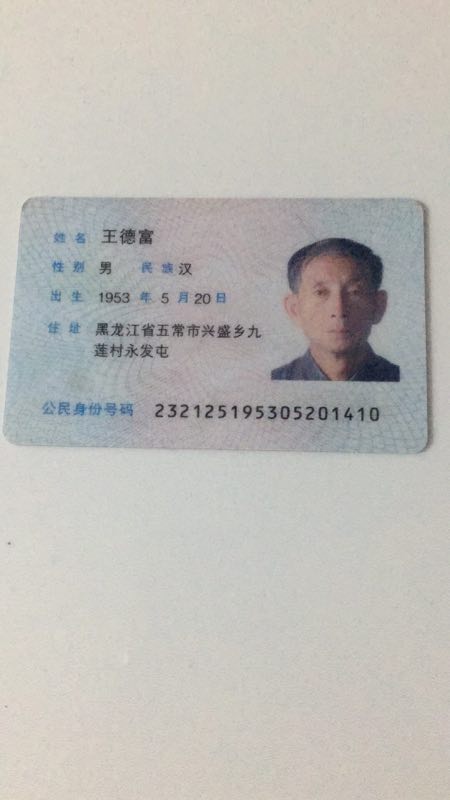 姓名 王德富
性别 男 民族 汉
出生 1953 年 5 月 20 日
住址 黑龙江省五常市兴盛乡九
莲村永发屯
公民身份号码 232125195305201410